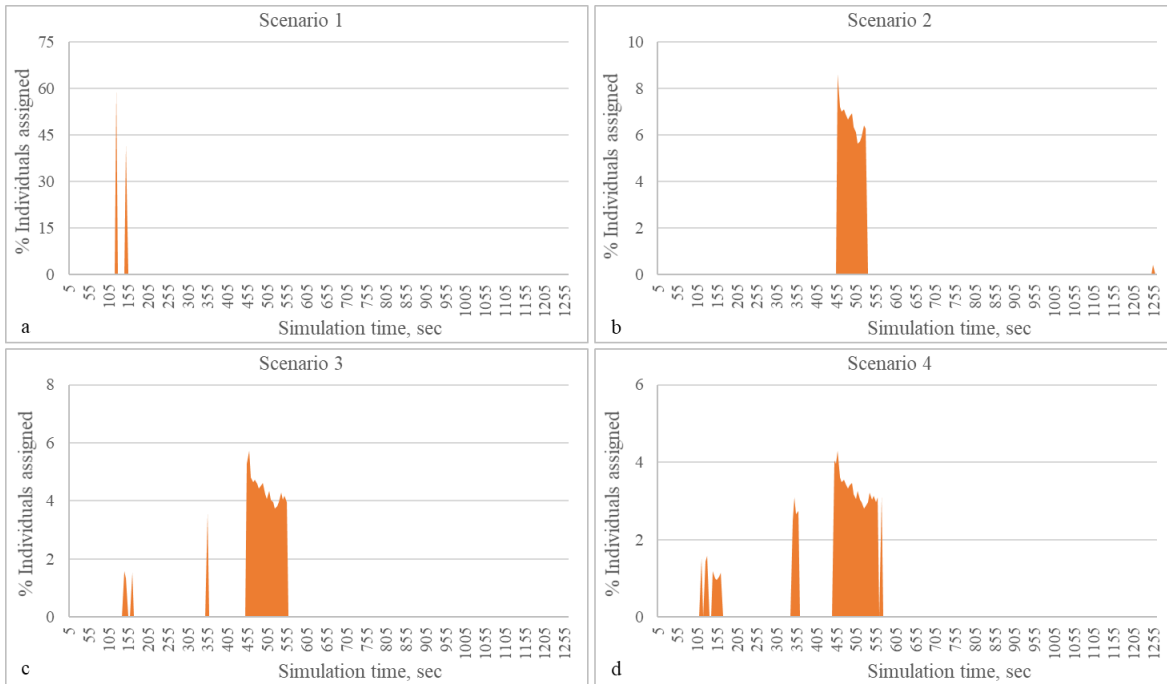 Scenario 1
% Individuals assigned
75
60
45
30
15
0
5 55 105 155 205 255 305 355 405 455 505 555 605 655 705 755 805 855 905 955 1005 1055 1105 1155 1205 1255
Simulation time, sec
a
Scenario 2
% Individuals assigned
10
8
6
4
2
0
5 55 105 155 205 255 305 355 405 455 505 555 605 655 705 755 805 855 905 955 1005 1055 1105 1155 1205 1255
Simulation time, sec
b
Scenario 3
% Individuals assigned
8
6
4
2
0
5 55 105 155 205 255 305 355 405 455 505 555 605 655 705 755 805 855 905 955 1005 1055 1105 1155 1205 1255
Simulation time, sec
c
Scenario 4
% Individuals assigned
6
4
2
0
5 55 105 155 205 255 305 355 405 455 505 555 605 655 705 755 805 855 905 955 1005 1055 1105 1155 1205 1255
Simulation time, sec
d